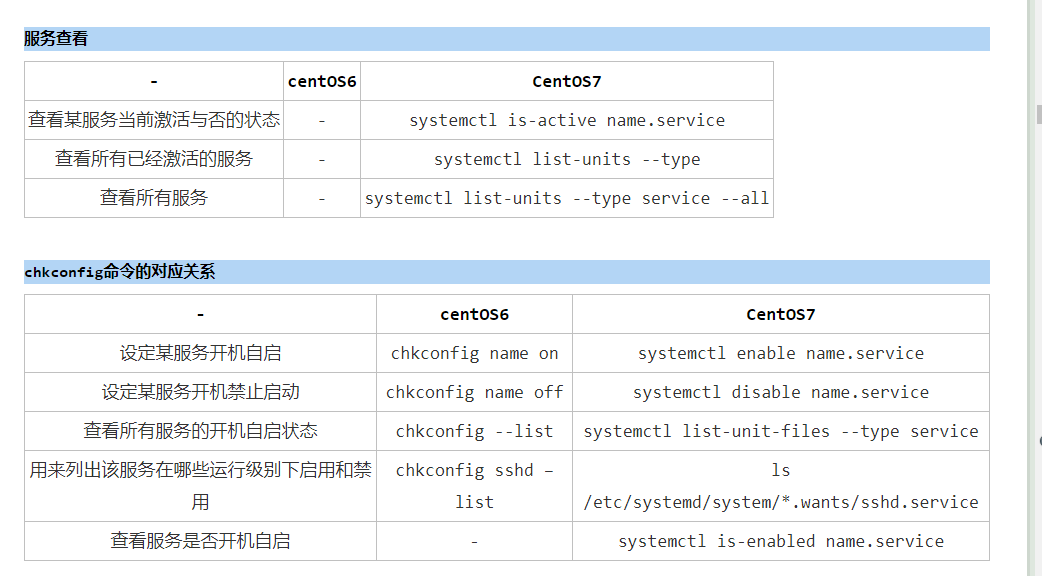 服务查看
- centOS6 CentOS7
查看某服务当前激活与否的状态 - systemctl is-active name.service
查看所有已经激活的服务 - systemctl list-units --type
查看所有服务 - systemctl list-units --type service --all
chkconfig命令的对应关系
- centOS6 CentOS7
设定某服务开机自启 chkconfig name on systemctl enable name.service
设定某服务开机禁止启动 chkconfig name off systemctl disable name.service
查看所有服务的开机自启状态 chkconfig --list systemctl list-unit-files --type service
用来列出该服务在哪些运行级别下启用和禁 chkconfig sshd – ls
用 list /etc/systemd/system/*.wants/sshd.service
查看服务是否开机自启 - systemctl is-enabled name.service